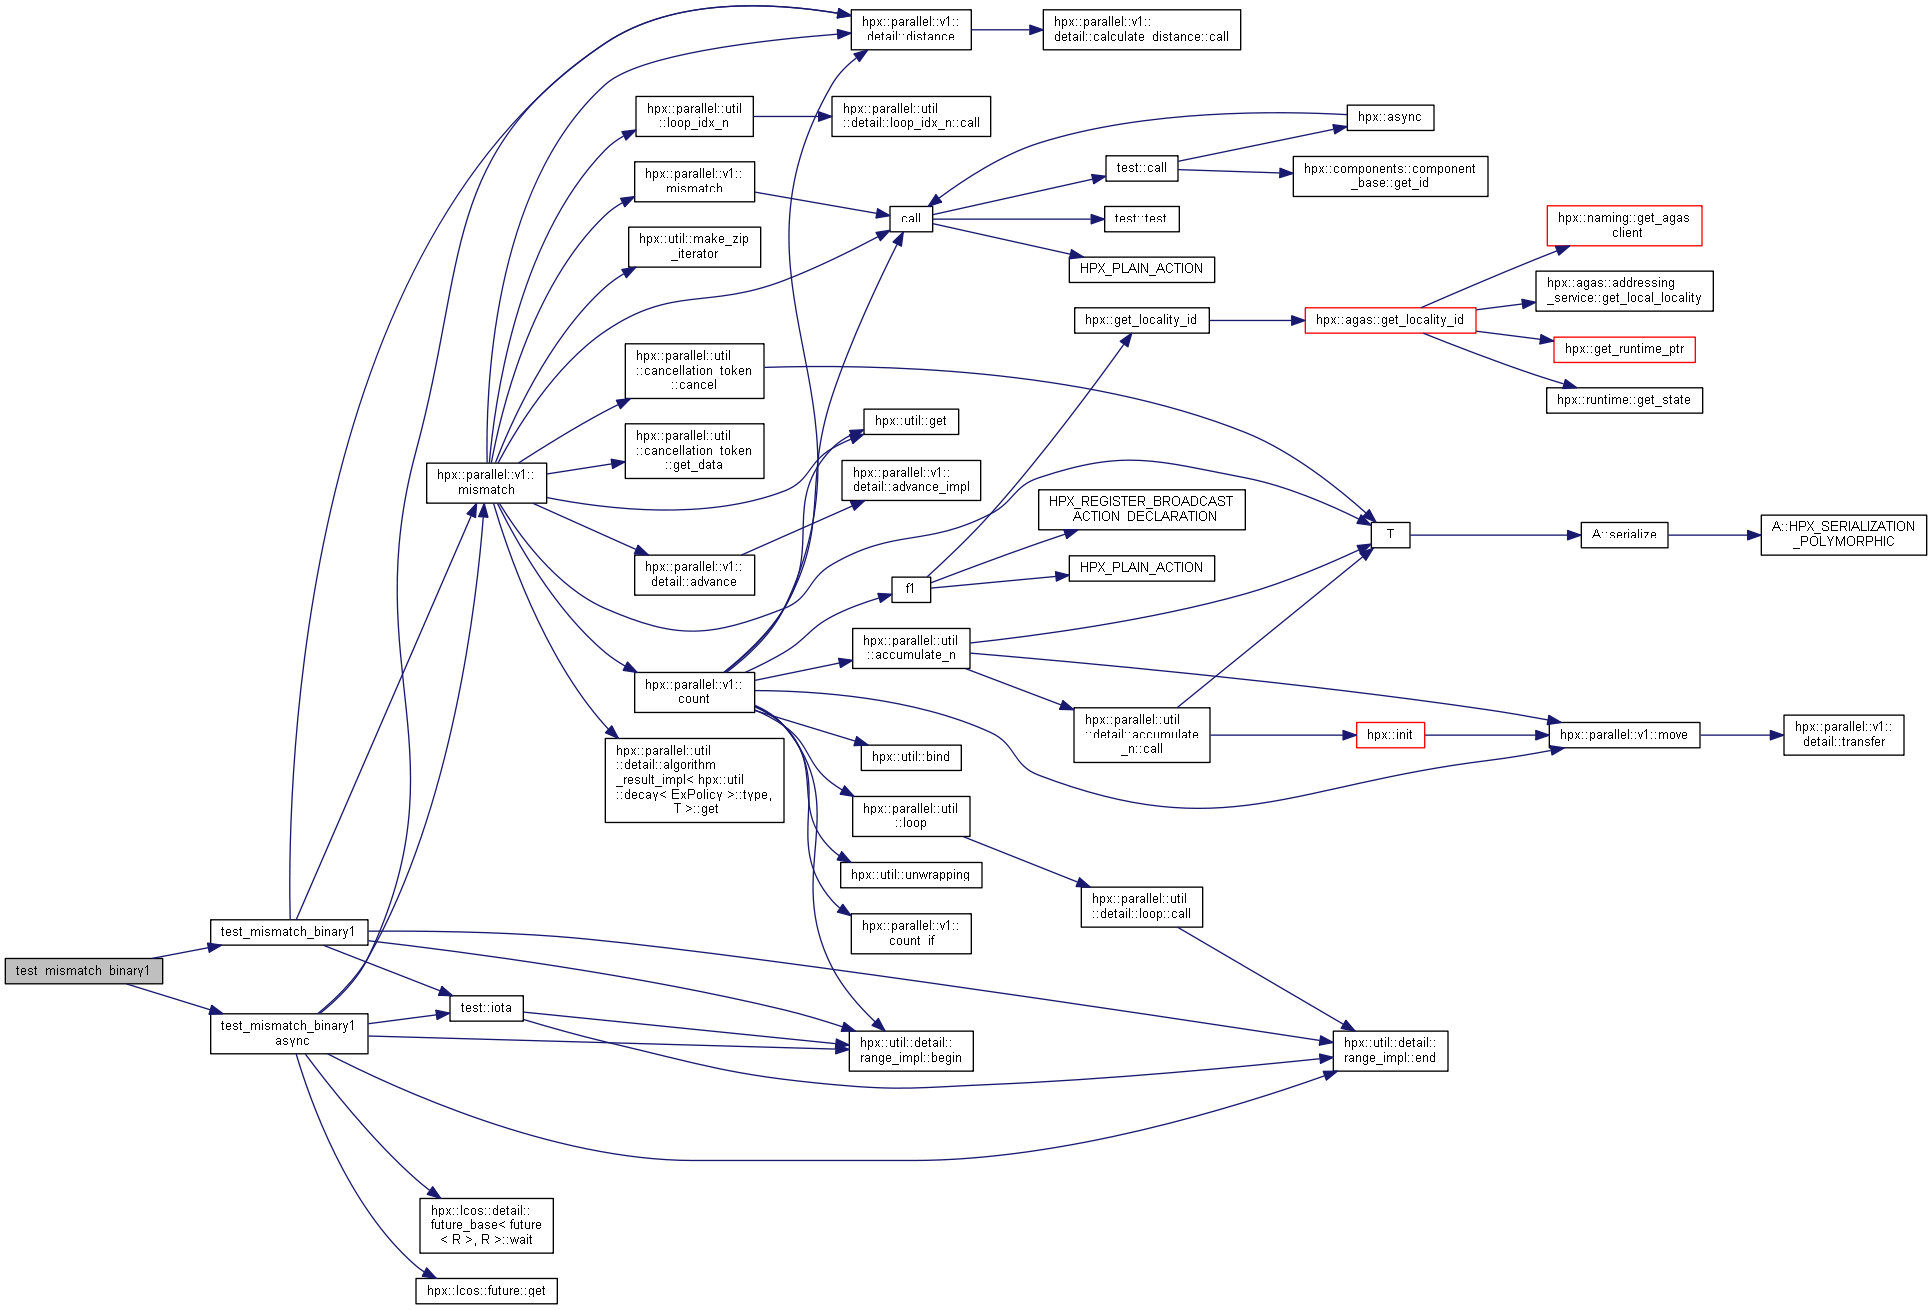 hpx::parallel::v1::
detail::distance
hpx::parallel::v1::
detail::calculate_distance::call
hpx::parallel::util
::loop_idx_n
hpx::parallel::util
::detail::loop_idx_n::call
hpx::async
test::call
hpx::components::component
_base::get_id
hpx::parallel::v1::
mismatch
call
test::test
hpx::naming::get_agas
_client
hpx::util::make_zip
_iterator
HPX_PLAIN_ACTION
hpx::agas::addressing
_service::get_local_locality
hpx::get_locality_id
hpx::agas::get_locality_id
hpx::get_runtime_ptr
hpx::parallel::util
::cancellation_token
::cancel
hpx::runtime::get_state
hpx::util::get
hpx::parallel::util
::cancellation_token
::get_data
hpx::parallel::v1::
mismatch
hpx::parallel::v1::
detail::advance_impl
HPX_REGISTER_BROADCAST
_ACTION_DECLARATION
T
A::serialize
A::HPX_SERIALIZATION
_POLYMORPHIC
hpx::parallel::v1::
detail::advance
HPX_PLAIN_ACTION
f1
hpx::parallel::util
::accumulate_n
hpx::parallel::v1::
count
hpx::parallel::util
::detail::accumulate
_n::call
hpx::init
hpx::parallel::v1::move
hpx::parallel::v1::
detail::transfer
hpx::parallel::util
::detail::algorithm
_result_impl< hpx::util
::decay< ExPolicy >::type,
T >::get
hpx::util::bind
hpx::parallel::util
::loop
hpx::util::unwrapping
hpx::parallel::util
::detail::loop::call
hpx::parallel::v1::
count_if
test_mismatch_binary1
test_mismatch_binary1
test::iota
test_mismatch_binary1
_async
hpx::util::detail::
range_impl::begin
hpx::util::detail::
range_impl::end
hpx::lcos::detail::
future_base< future
< R >, R >::wait
hpx::lcos::future::get